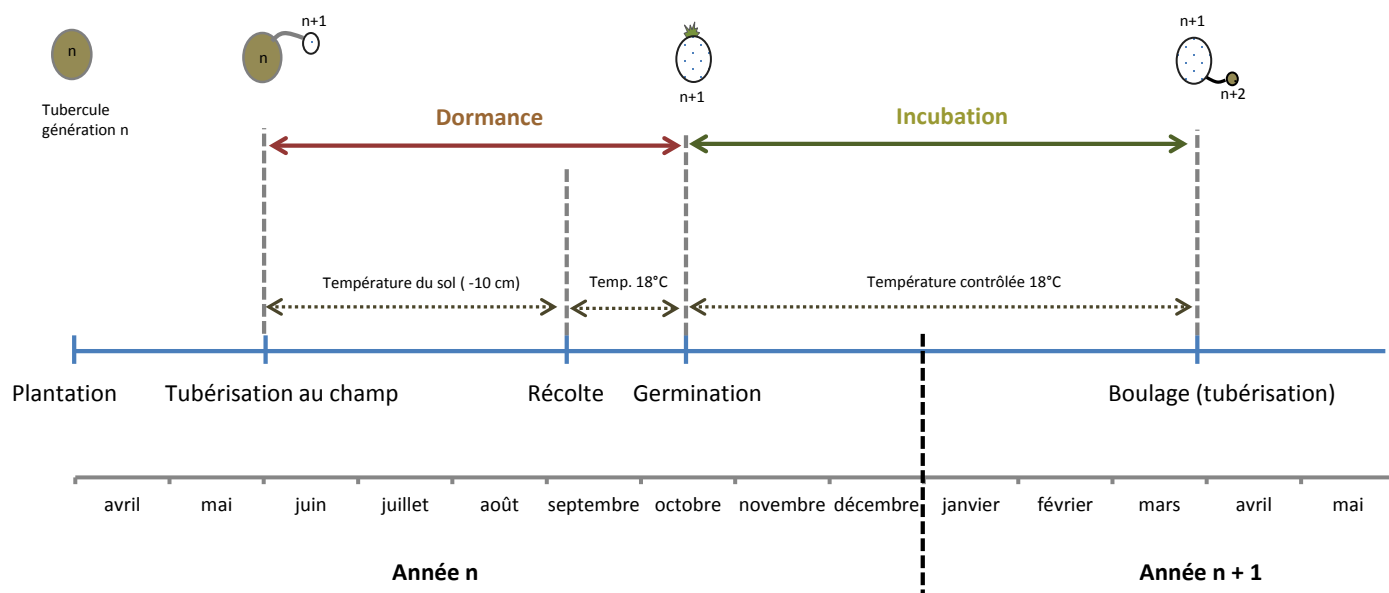 n+1
n+1
n
n
n+1
n+2
Tubercule
génération n
Dormance
Incubation
Température du sol ( -10 cm)
Temp. 18°C
Température contrôlée 18°C
Plantation
Tubérisation au champ
Récolte
Germination
Boulage (tubérisation)
avril
mai
juin
juillet
août
septembre
octobre
novembre
décembre
janvier
février
mars
avril
mai
Année n
Année n + 1